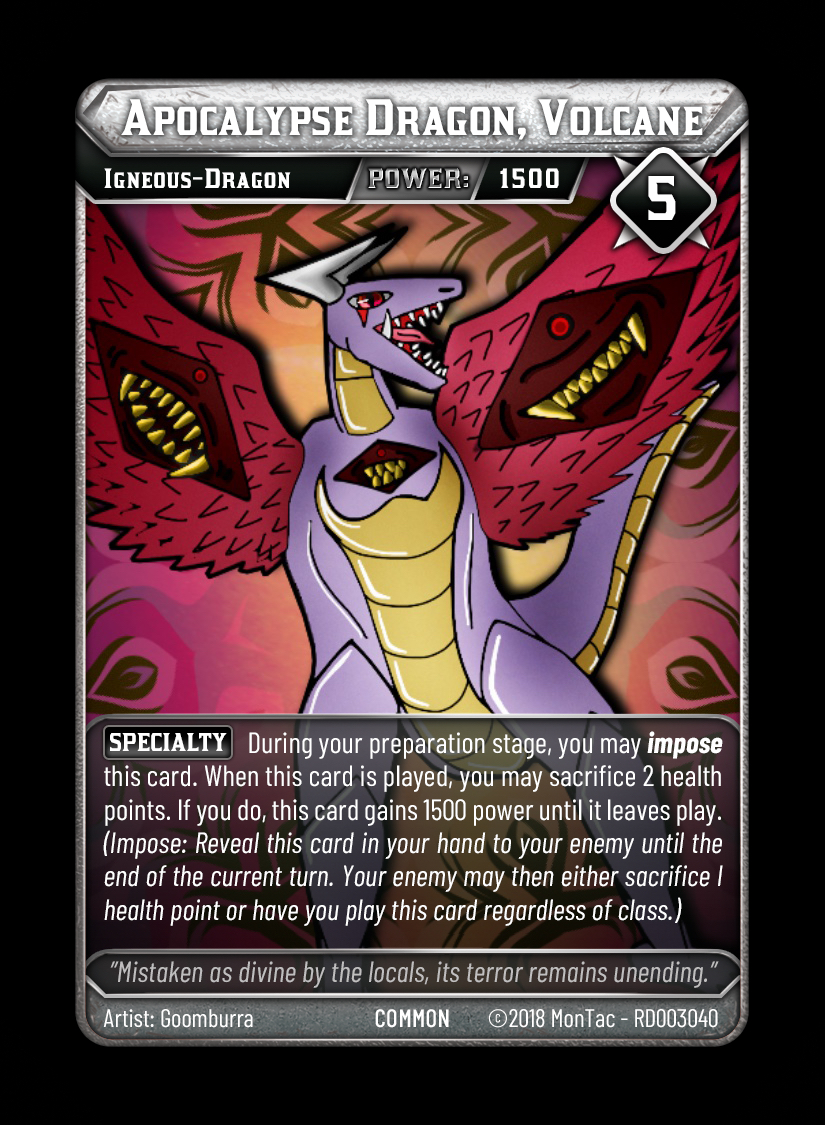 Apocalypse Dragon, Volcane
Igneous-Dragon POWER: 1500
5
SPECIALTY During your preparation stage, you may impose
this card. When this card is played, you may sacrifice 2 health
points. If you do, this card gains 1500 power until it leaves play.
(Impose: Reveal this card in your hand to your enemy until the
end of the current turn. Your enemy may then either sacrifice 1
health point or have you play this card regardless of class.)
"Mistaken as divine by the locals, its terror remains unending."
Artist: Goomburra COMMON ©2018 MonTac - RD003040